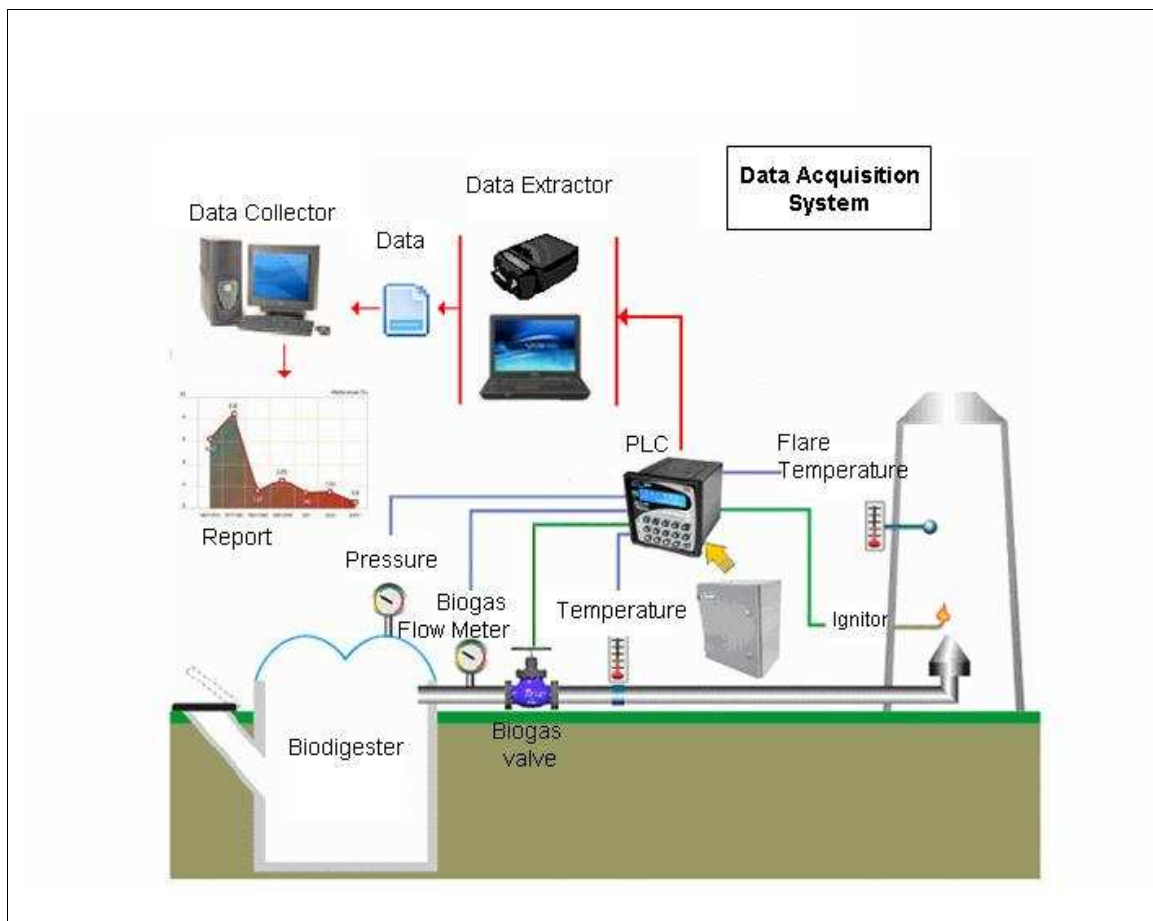 Data Acquisition
System
Data Extractor
Data Collector
Data
PLC
Flare
Temperature
Report
Pressure
Biogas
Flow Meter
Temperature
Ignitor
Biodigester
Biogas
valve